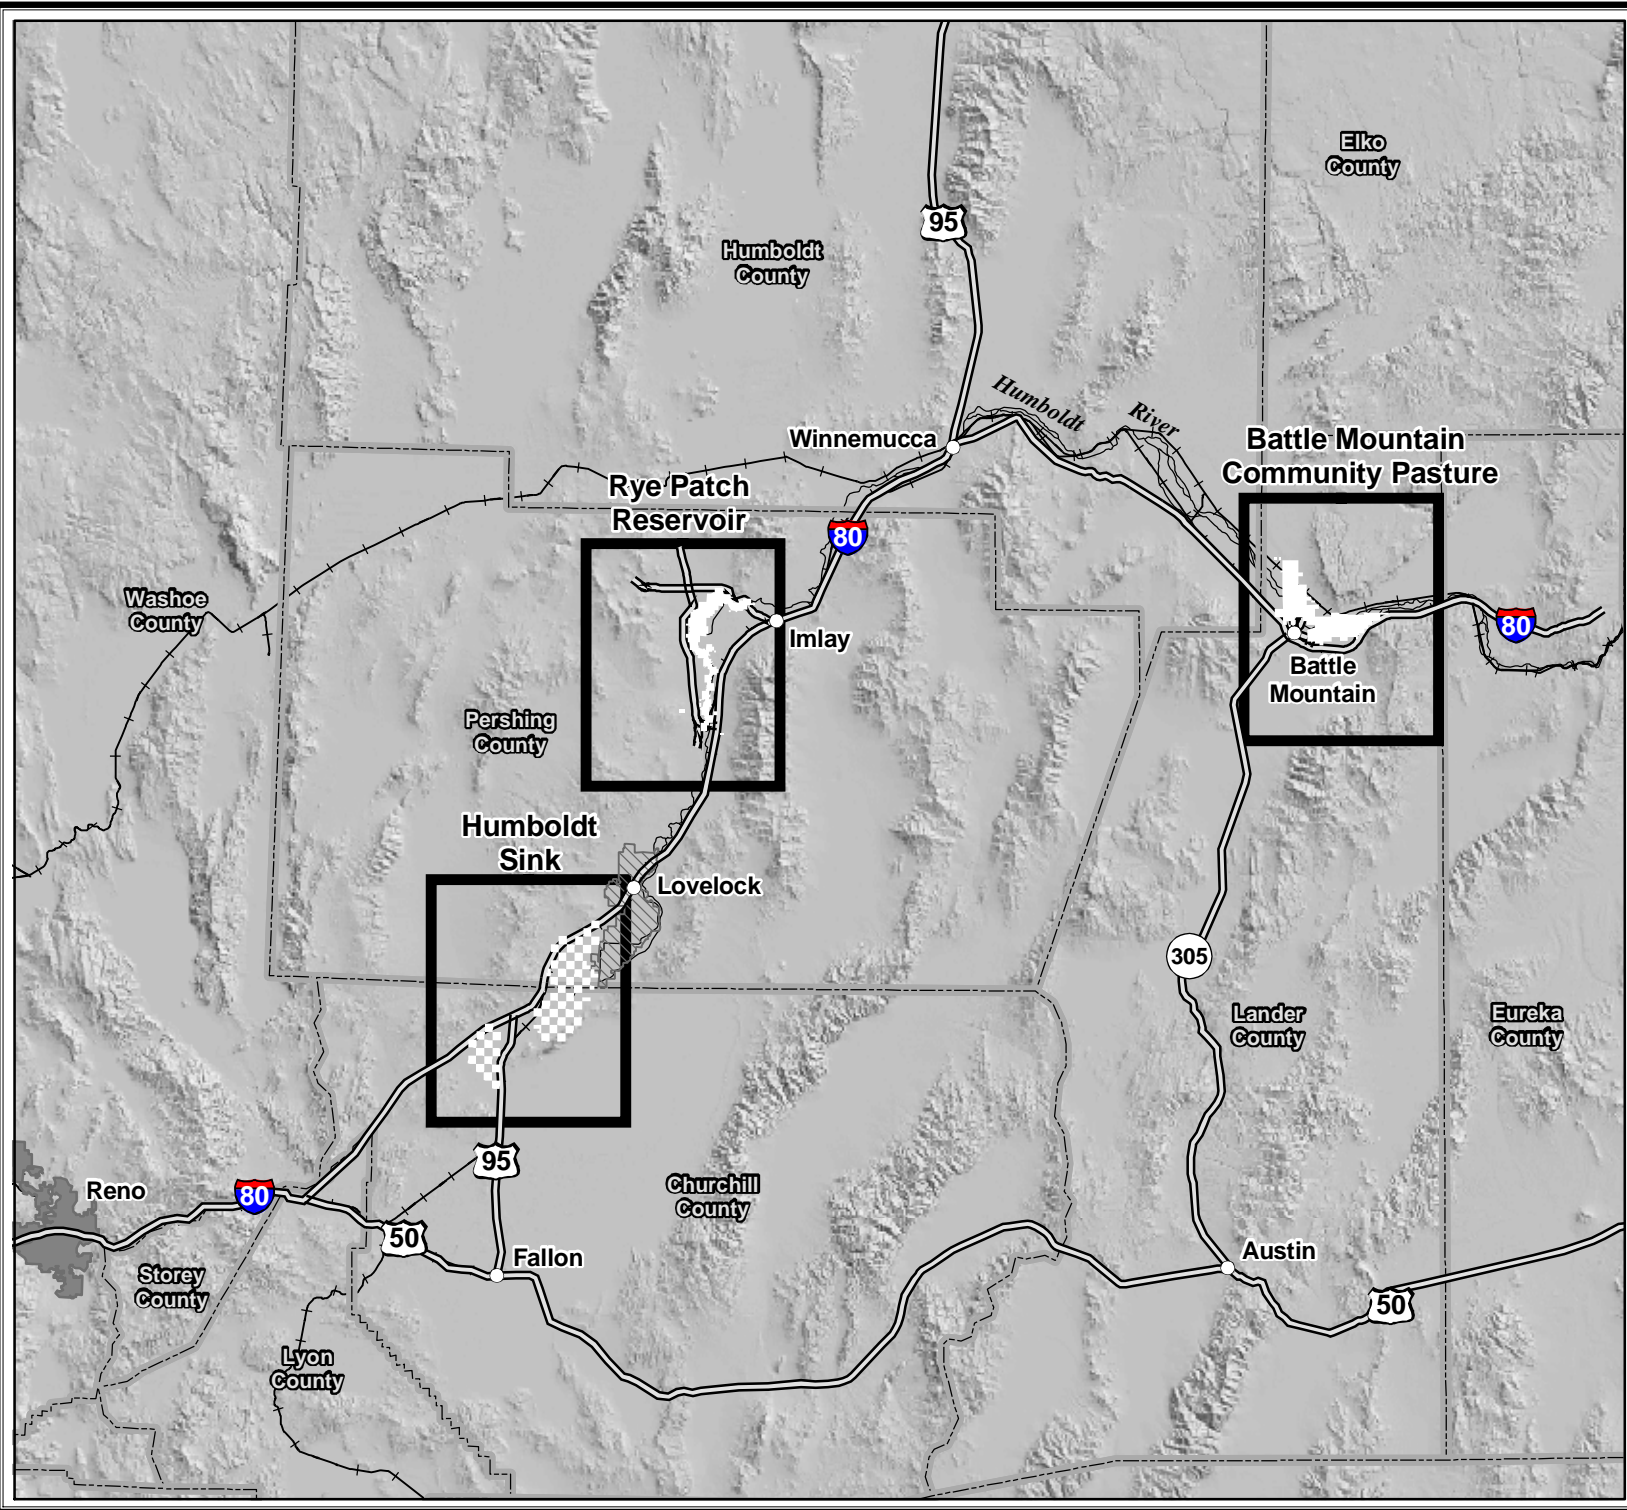 Elko
County
95
Humboldt
County
Humboldt
River
Winnemucca
Battle Mountain
Community Pasture
Rye Patch
Reservoir
80
Washoe
County
Imlay
80
Battle
Mountain
Pershing
County
Humboldt
Sink
Lovelock
305
Lander
County
Eureka
County
95
Reno
80
Churchill
County
50
Fallon
Austin
Storey
County
50
Lyon
County